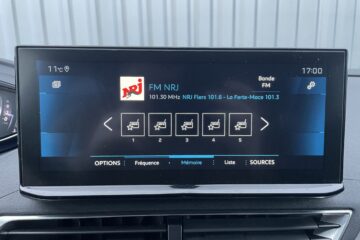 11°C
17:00
NRJ
FM NRJ
Bande
FM
101.30 MHz NRJ Flers 101.6 - La Ferte-Mace 101.3
1 2 3 4 5
OPTIONS Fréquence Mémoire Liste SOURCES